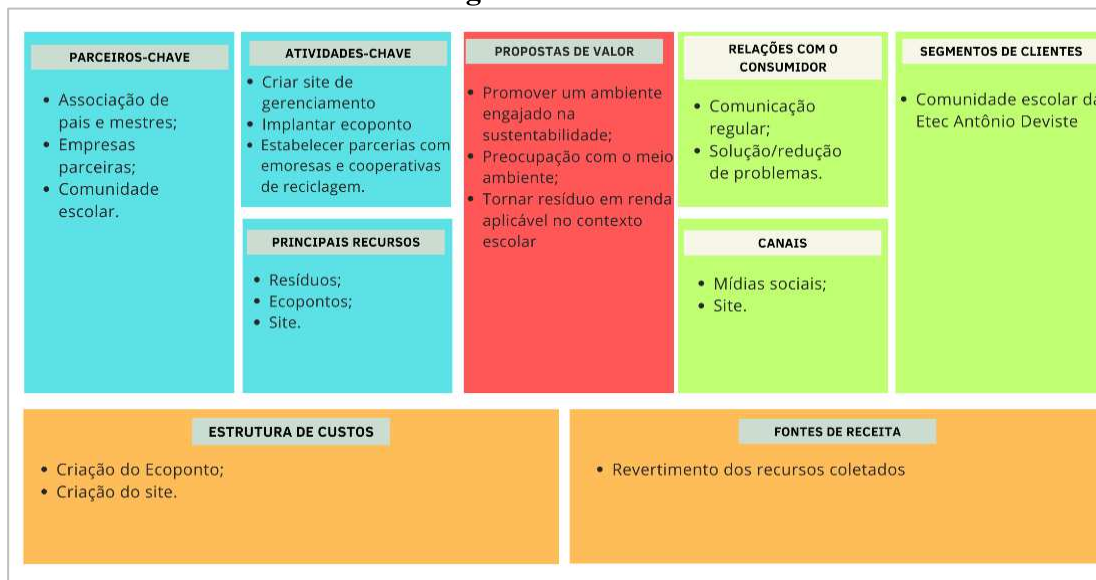 PARCEIROS-CHAVE
• Associação de
pais e mestres;
• Empresas
parceiras;
• Comunidade
escolar.
ATIVIDADES-CHAVE
• Criar site de
gerenciamento
• Implantar ecoponto
• Estabelecer parcerias com
emoresas e cooperativas
de reciclagem.
PRINCIPAIS RECURSOS
• Resíduos;
• Ecopontos;
• Site.
PROPOSTAS DE VALOR
• Promover um ambiente
engajado na
sustentabilidade;
• Preocupação com o meio
ambiente;
• Tornar resíduo em renda
aplicável no contexto
escolar
RELAÇÕES COM O
CONSUMIDOR
• Comunicação
regular;
• Solução/redução
de problemas.
CANAIS
• Mídias sociais;
• Site.
SEGMENTOS DE CLIENTES
• Comunidade escolar da
Etec Antônio Deviste
ESTRUTURA DE CUSTOS
• Criação do Ecoponto;
• Criação do site.
FONTES DE RECEITA
• Revertimento dos recursos coletados